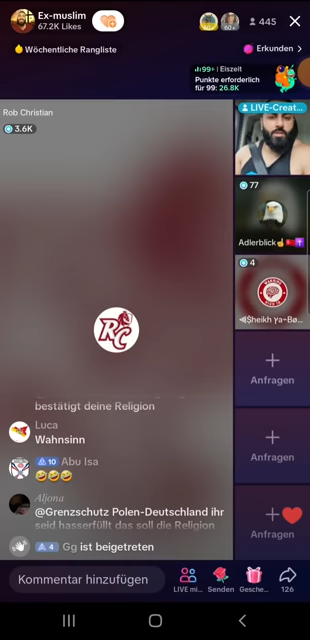 Ex-muslim
67.2K Likes
60+
445
Wöchentliche Rangliste
Erkunden >
99+ | Eiszeit
Punkte erforderlich
für 99: 26.8K
Rob Christian
3.6K
LIVE-Creat...
77
Adlerblick
4
RC
+
Anfragen
+
Anfragen
+
Anfragen
bestätigt deine Religion
Luca
Wahnsinn
10 Abu Isa
🤣🤣🤣
Aljona
@Grenzschutz Polen-Deutschland ihr
seid hasserfüllt das soll die Religion
4 Gg ist beigetreten
Kommentar hinzufügen
LIVE mi...
Senden
Gesche...
126